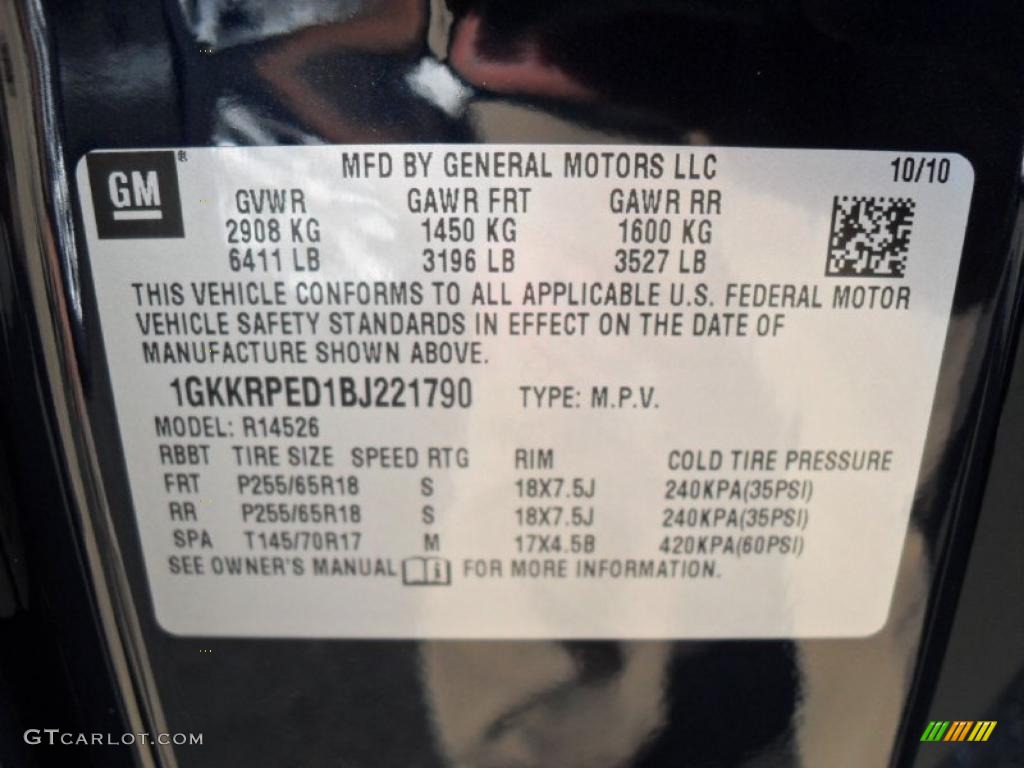 GM ® MFD BY GENERAL MOTORS LLC 10/10
GVWR GAWR FRT GAWR RR
2908 KG 1450 KG 1600 KG
6411 LB 3196 LB 3527 LB
THIS VEHICLE CONFORMS TO ALL APPLICABLE U.S. FEDERAL MOTOR
VEHICLE SAFETY STANDARDS IN EFFECT ON THE DATE OF
MANUFACTURE SHOWN ABOVE.
1GKKRPED1BJ221790 TYPE: M.P.V.
MODEL: R14526
RBBT TIRE SIZE SPEED RTG RIM COLD TIRE PRESSURE
FRT P255/65R18 S 18X7.5J 240KPA(35PSI)
RR P255/65R18 S 18X7.5J 240KPA(35PSI)
SPA T145/70R17 M 17X4.5B 420KPA(60PSI)
SEE OWNER'S MANUAL i FOR MORE INFORMATION.
GTCARLOT.COM